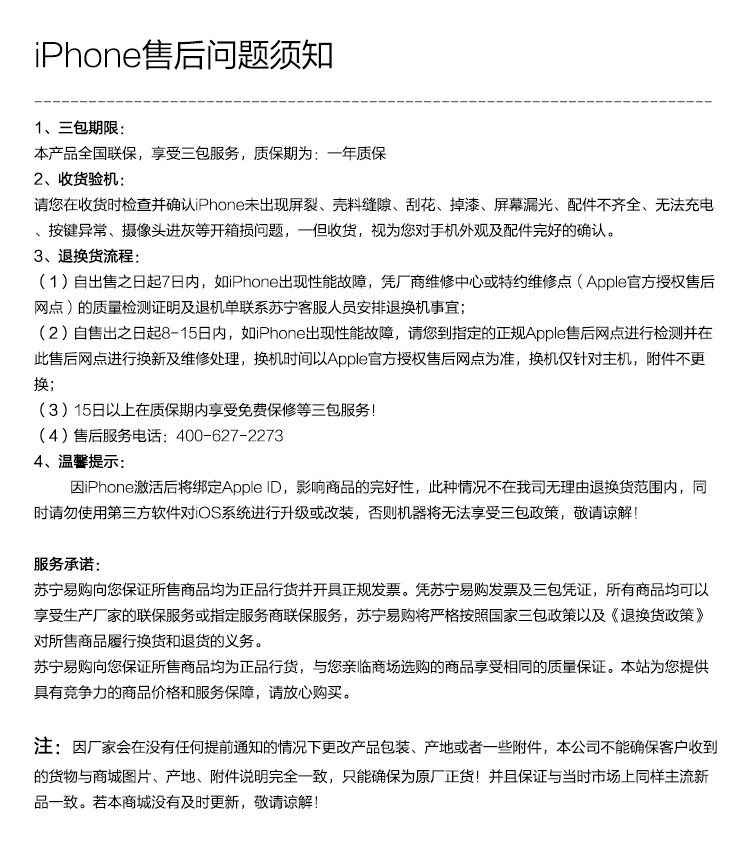 iPhone售后问题须知
1、三包期限：
本产品全国联保，享受三包服务，质保期为：一年质保
2、收货验机：
请您在收货时检查并确认iPhone未出现屏裂、壳料缝隙、刮花、掉漆、屏幕漏光、配件不齐全、无法充电
、按键异常、摄像头进灰等开箱损问题，一但收货，视为您对手机外观及配件完好的确认。
3、退换货流程：
（1）自出售之日起7日内，如iPhone出现性能故障，凭厂商维修中心或特约维修点（Apple官方授权售后
网点）的质量检测证明及退机单联系苏宁客服人员安排退换机事宜；
（2）自售出之日起8-15日内，如iPhone出现性能故障，请您到指定的正规Apple售后网点进行检测并在
此售后网点进行换新及维修处理，换机时间以Apple官方授权售后网点为准，换机仅针对主机，附件不更
换；
（3）15日以上在质保期内享受免费保修等三包服务！
（4）售后服务电话：400-627-2273
4、温馨提示：
因iPhone激活后将绑定Apple ID，影响商品的完好性，此种情况不在我司无理由退换货范围内，同
时请勿使用第三方软件对iOS系统进行升级或改装，否则机器将无法享受三包政策，敬请谅解！
服务承诺：
苏宁易购向您保证所售商品均为正品行货并开具正规发票。凭苏宁易购发票及三包凭证，所有商品均可以
享受生产厂家的联保服务或指定服务商联保服务，苏宁易购将严格按照国家三包政策以及《退换货政策》
对所售商品履行换货和退货的义务。
苏宁易购向您保证所售商品均为正品行货，与您亲临商场选购的商品享受相同的质量保证。本站为您提供
具有竞争力的商品价格和服务保障，请放心购买。
注：因厂家会在没有任何提前通知的情况下更改产品包装、产地或者一些附件，本公司不能确保客户收到
的货物与商城图片、产地、附件说明完全一致，只能确保为原厂正货！并且保证与当时市场上同样主流新
品一致。若本商城没有及时更新，敬请谅解！